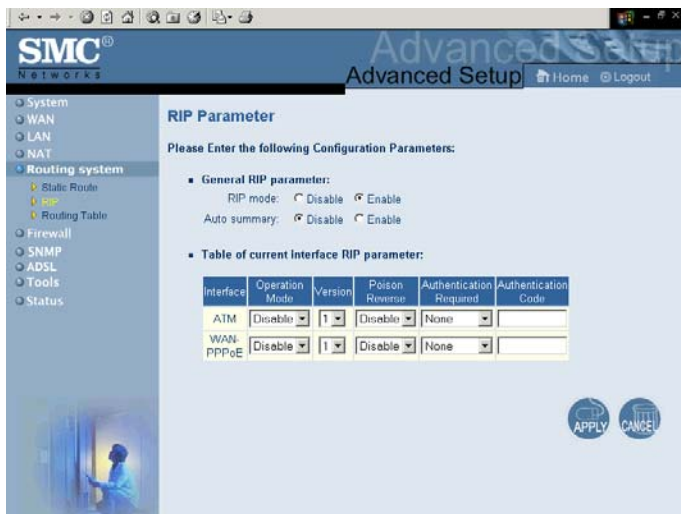 SMC®
Networks
Advanced Setup
Advanced Setup
Home
Logout
System
WAN
LAN
NAT
Routing system
Static Route
RIP
Routing Table
Firewall
SNMP
ADSL
Tools
Status
RIP Parameter
Please Enter the following Configuration Parameters:
General RIP parameter:
RIP mode: Disable Enable
Auto summary: Disable Enable
Table of current interface RIP parameter:
Interface Operation Mode Version Poison Reverse Authentication Required Authentication Code
ATM Disable 1 Disable None
WAN-PPPoE Disable 1 Disable None
APPLY CANCEL